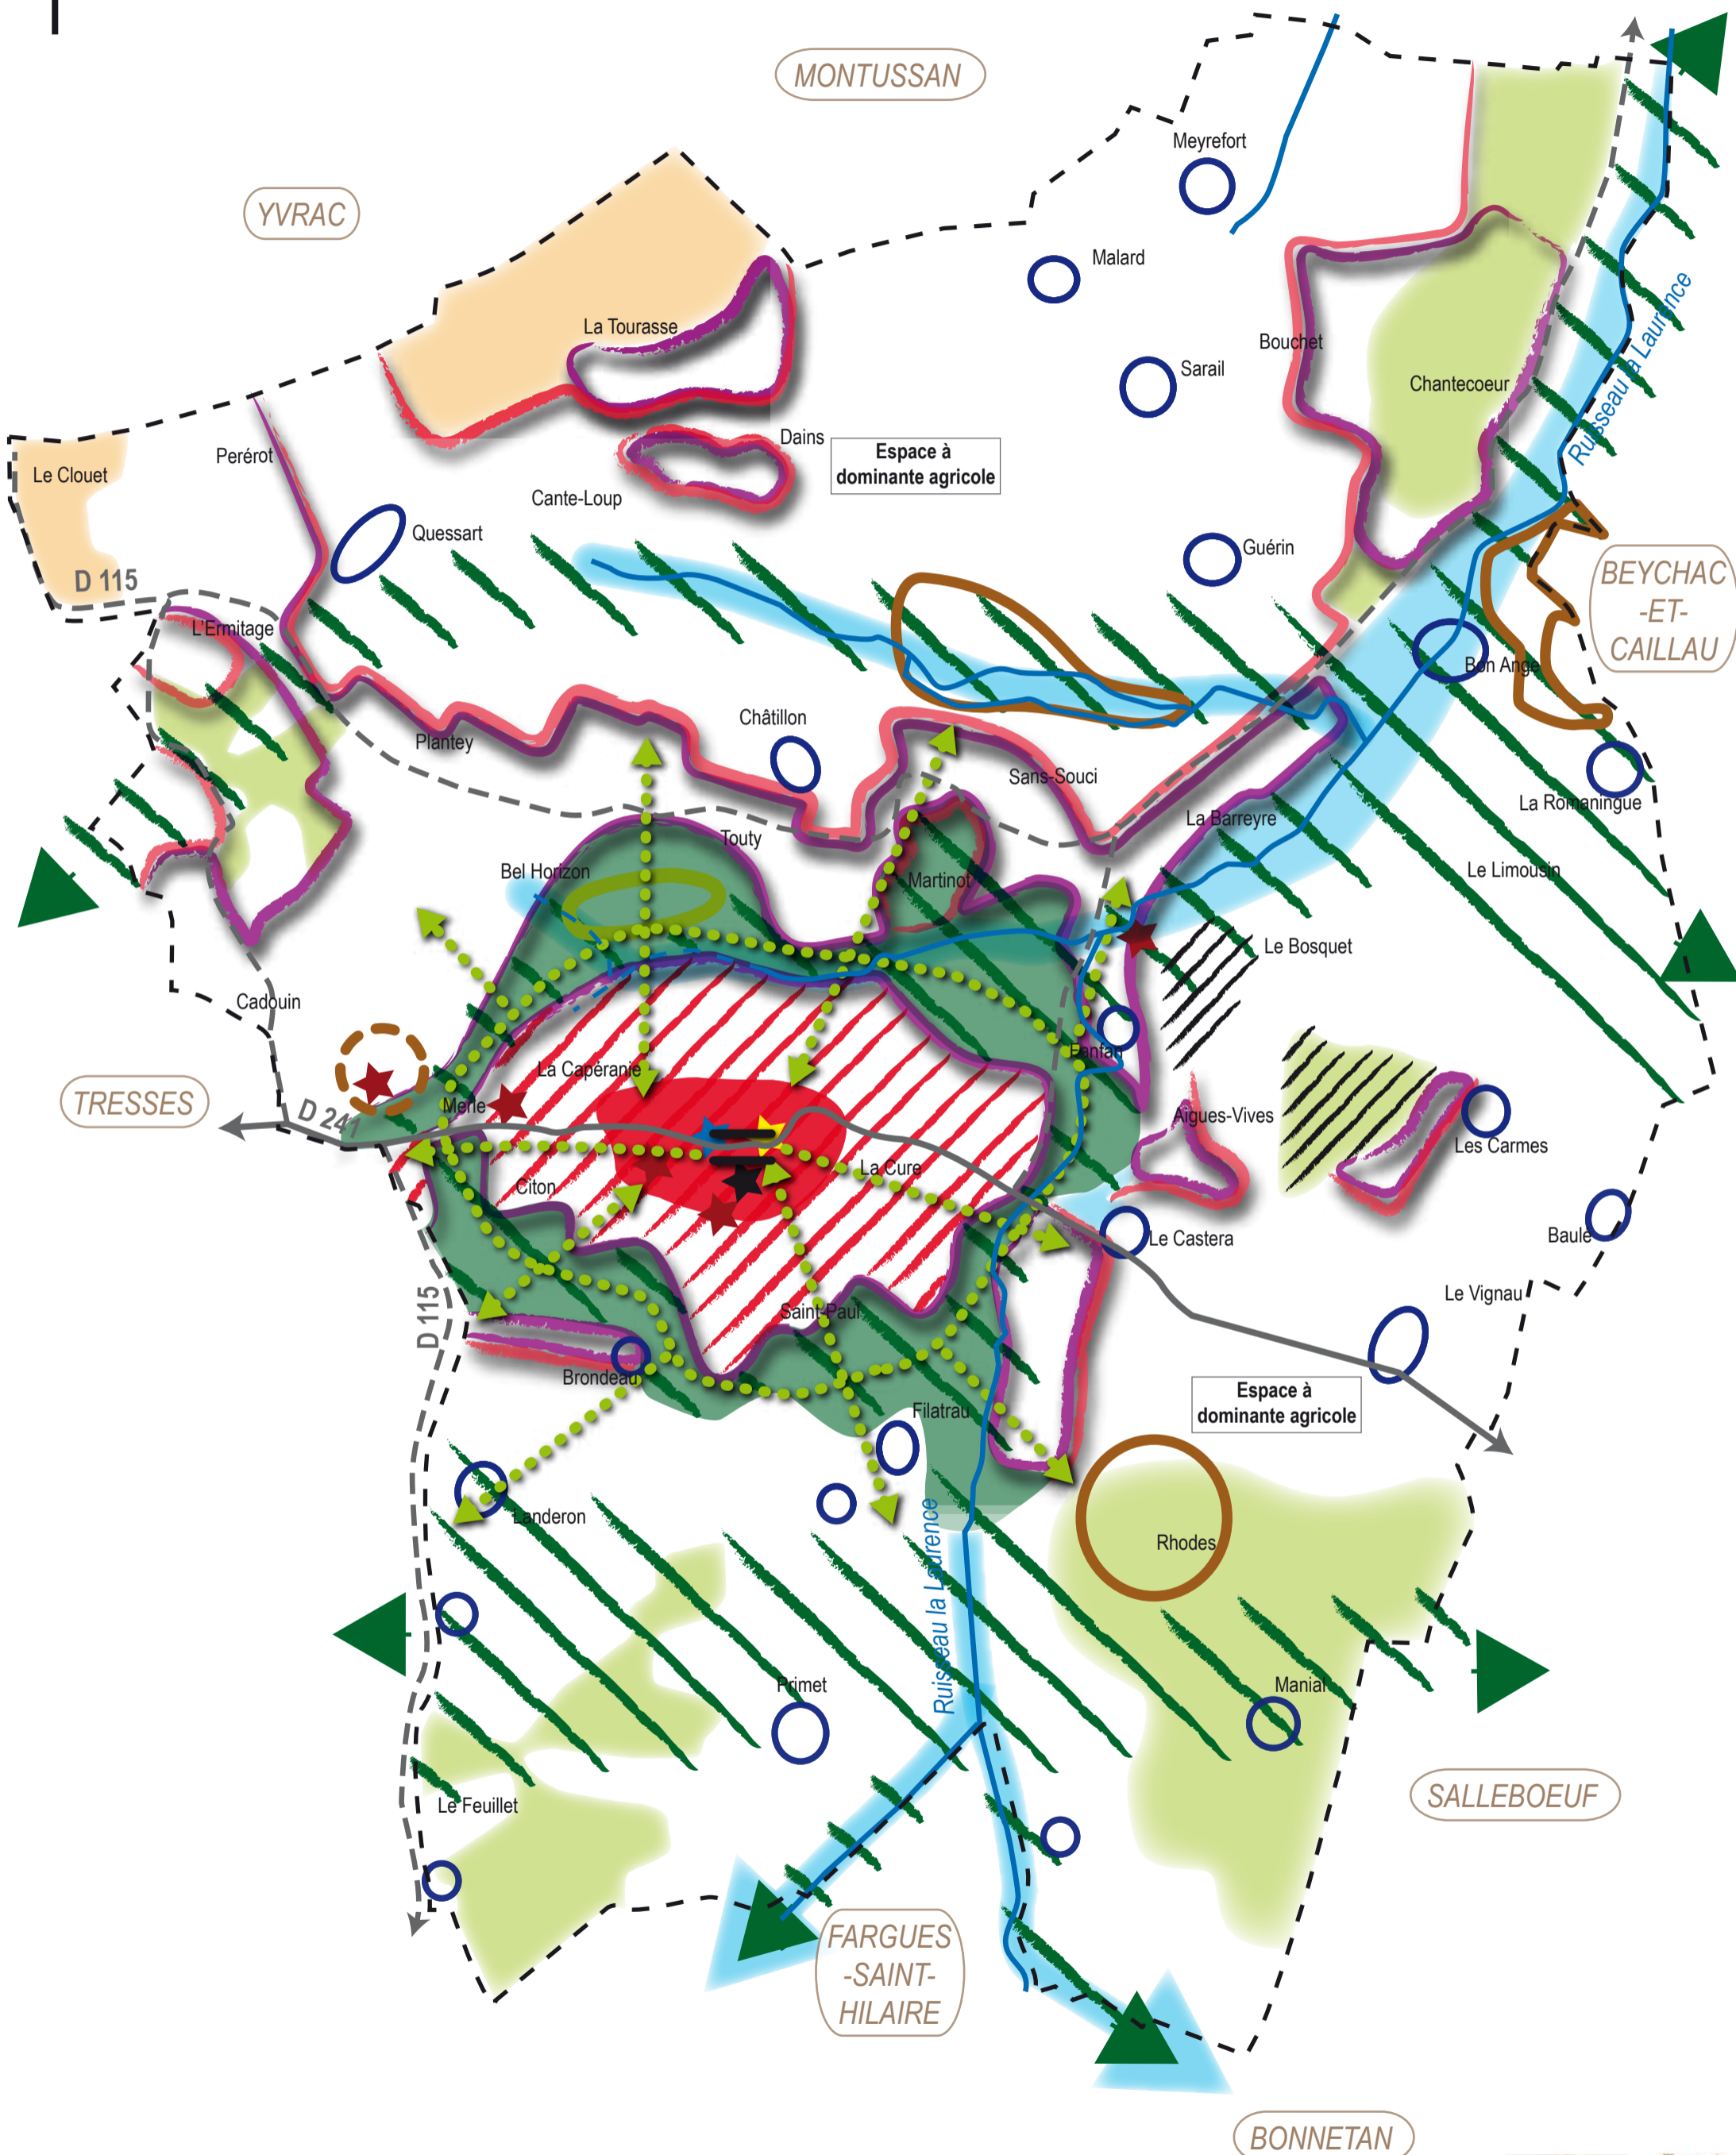 MONTUSSAN
Meyrefort
YVRAC
Malard
La Tourasse
Bouchet
Sarail
Chantecoeur
Ruisseau la Laurence
Perérot
Dains
Le Clouet
Espace à
dominante agricole
Cante-Loup
Quessart
Guérin
D 115
BEYCHAC
-ET-
CAILLAU
L'Ermitage
Bon Ange
Châtillon
Plantey
Sans-Souci
La Romaningue
La Barreyre
Touty
Bel Horizon
Martinot
Le Limousin
Le Bosquet
Cadouin
Fanfan
La Capéranie
TRESSES
Merle
D 241
Aigues-Vives
Les Carmes
La Cure
Citon
Baulé
Le Castera
Le Vignau
D 115
Saint-Paul
Brondeau
Espace à
dominante agricole
Filatrau
Landeron
Rhodes
Ruisseau la Laurence
Primet
Manial
Le Feuillet
SALLEBOEUF
FARGUES
-SAINT-
HILAIRE
BONNETAN